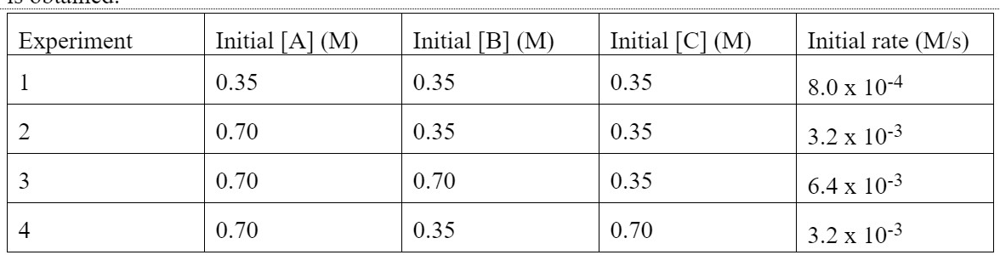 is obtained.
Experiment Initial [A] (M) Initial [B] (M) Initial [C] (M) Initial rate (M/s)
1 0.35 0.35 0.35 8.0 x 10-4
2 0.70 0.35 0.35 3.2 x 10-3
3 0.70 0.70 0.35 6.4 x 10-3
4 0.70 0.35 0.70 3.2 x 10-3